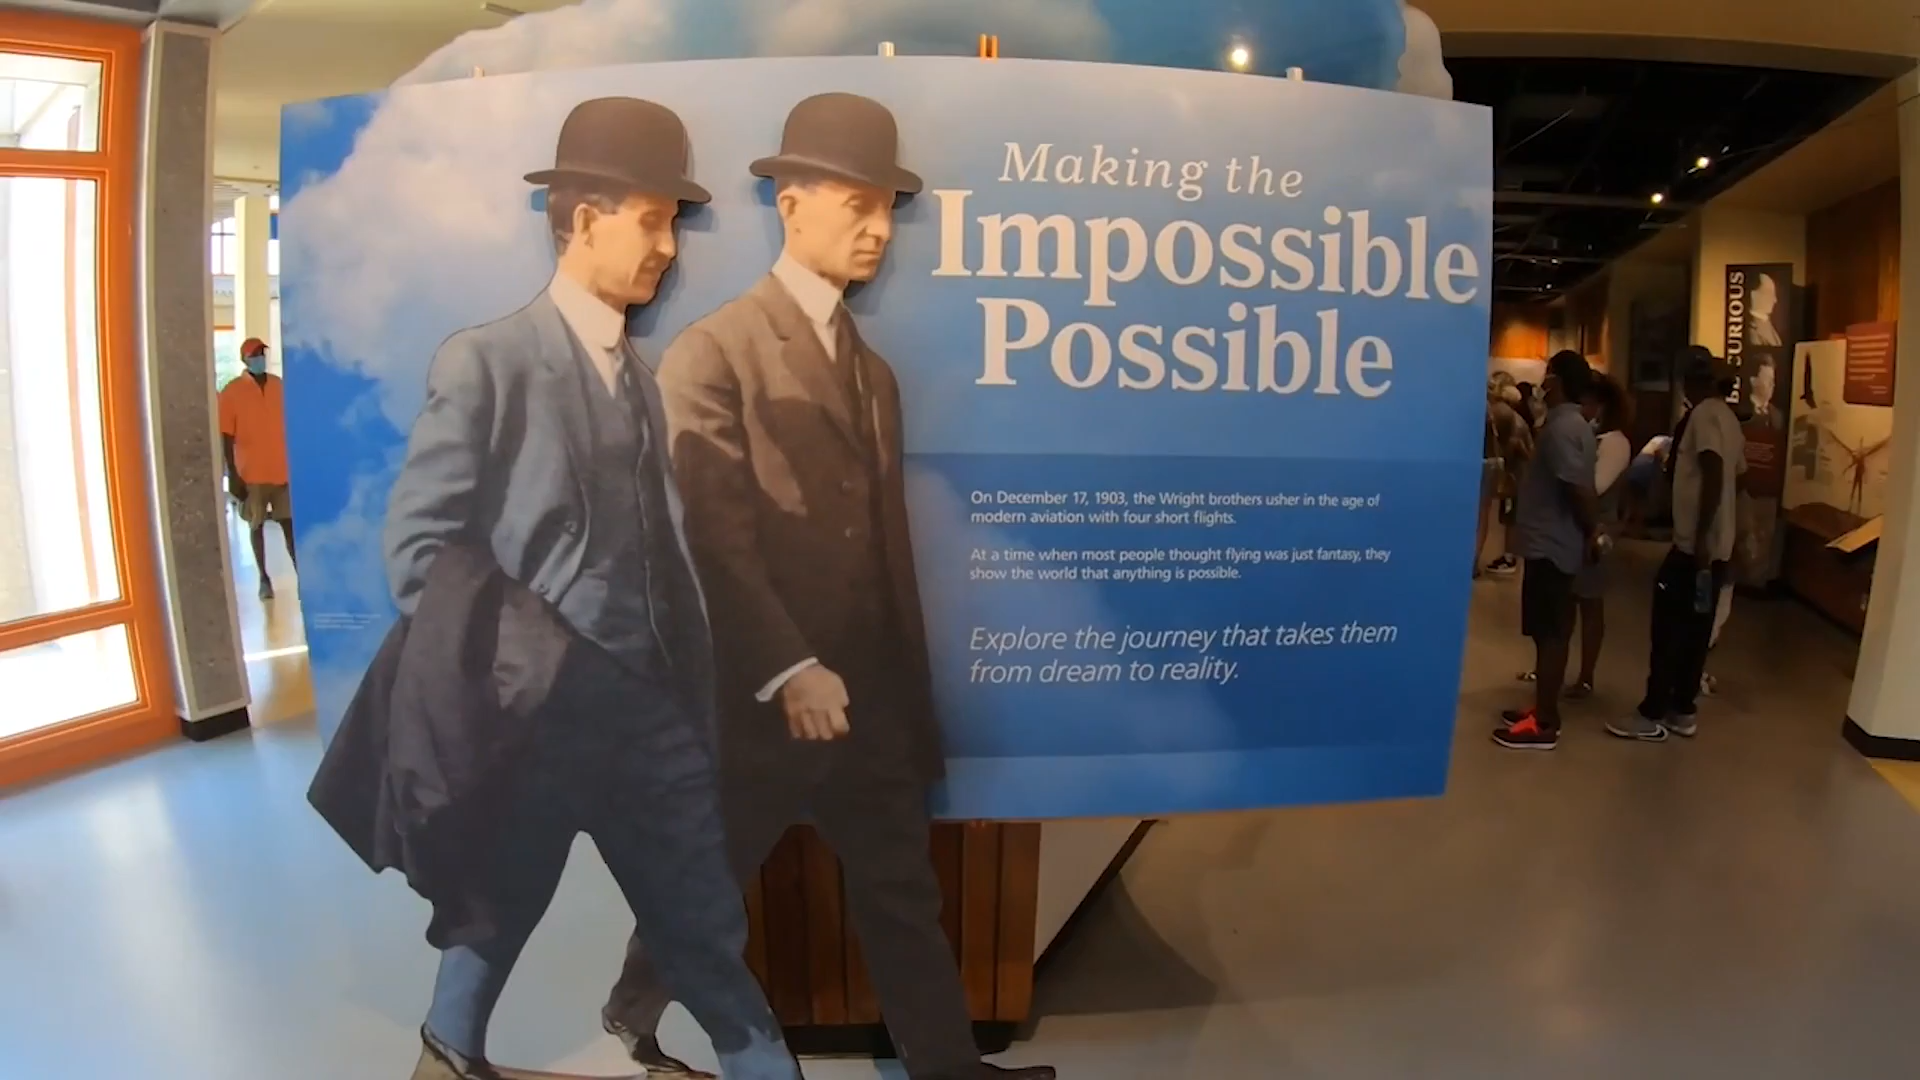 Making the
Impossible
Possible
On December 17, 1903, the Wright brothers usher in the age of
modern aviation with four short flights.
At a time when most people thought flying was just fantasy, they
show the world that anything is possible.
Explore the journey that takes them
from dream to reality.
BE CURIOUS